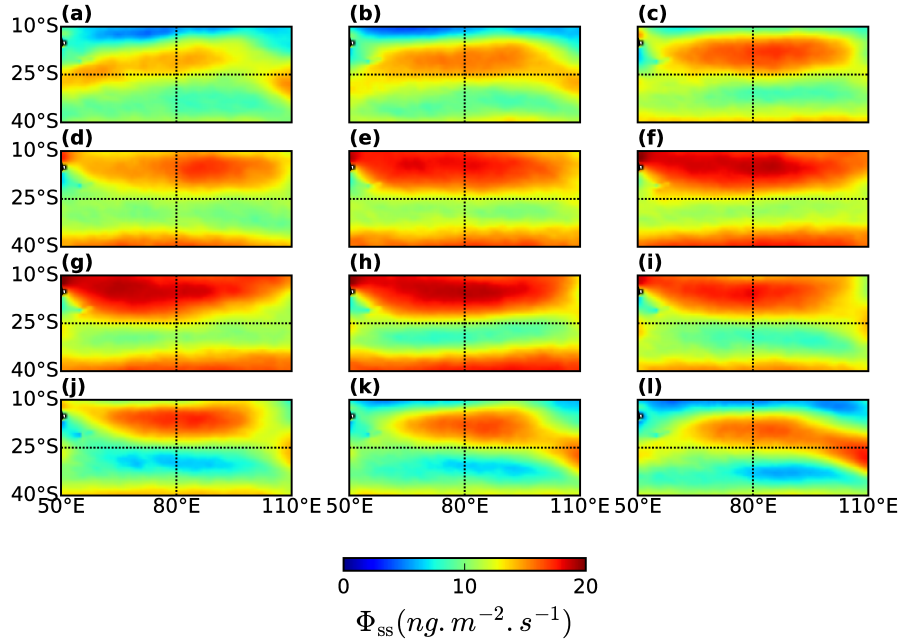 (a) (b) (c)
10°S
25°S
40°S
(d) (e) (f)
10°S
25°S
40°S
(g) (h) (i)
10°S
25°S
40°S
(j) (k) (l)
10°S
25°S
40°S
50°E 80°E 110°E 50°E 80°E 110°E 50°E 80°E 110°E
0 10 20
Φss(ng.m⁻².s⁻¹)